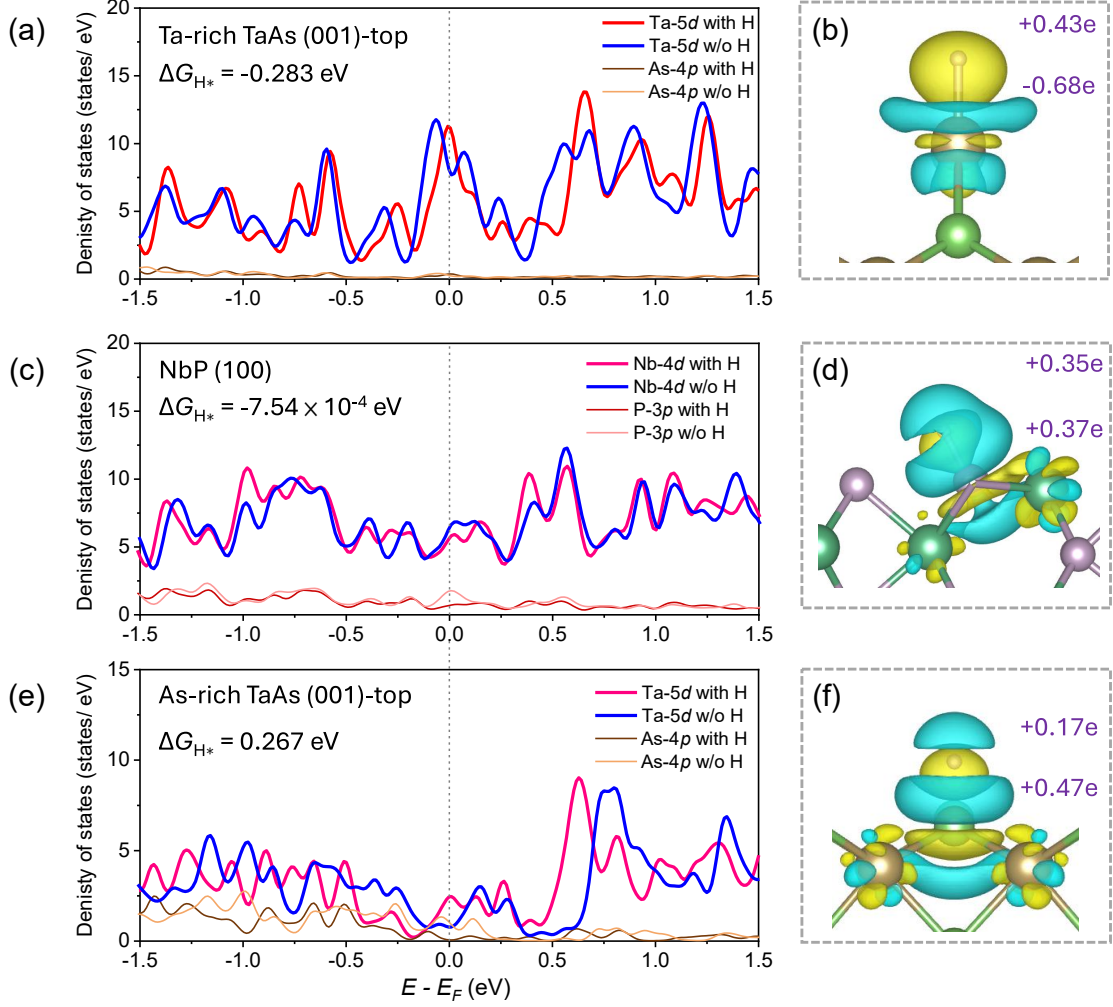 (a)
Ta-rich TaAs (001)-top
ΔG_H* = -0.283 eV
Ta-5d with H
Ta-5d w/o H
As-4p with H
As-4p w/o H
Denisty of states (states/ eV)
20
15
10
5
0
-1.5 -1.0 -0.5 0.0 0.5 1.0 1.5
(b)
+0.43e
-0.68e
(c)
NbP (100)
ΔG_H* = -7.54 × 10⁻⁴ eV
Nb-4d with H
Nb-4d w/o H
P-3p with H
P-3p w/o H
Denisty of states (states/ eV)
20
15
10
5
0
-1.5 -1.0 -0.5 0.0 0.5 1.0 1.5
(d)
+0.35e
+0.37e
(e)
As-rich TaAs (001)-top
ΔG_H* = 0.267 eV
Ta-5d with H
Ta-5d w/o H
As-4p with H
As-4p w/o H
Denisty of states (states/ eV)
15
10
5
0
-1.5 -1.0 -0.5 0.0 0.5 1.0 1.5
E - E_F (eV)
(f)
+0.17e
+0.47e